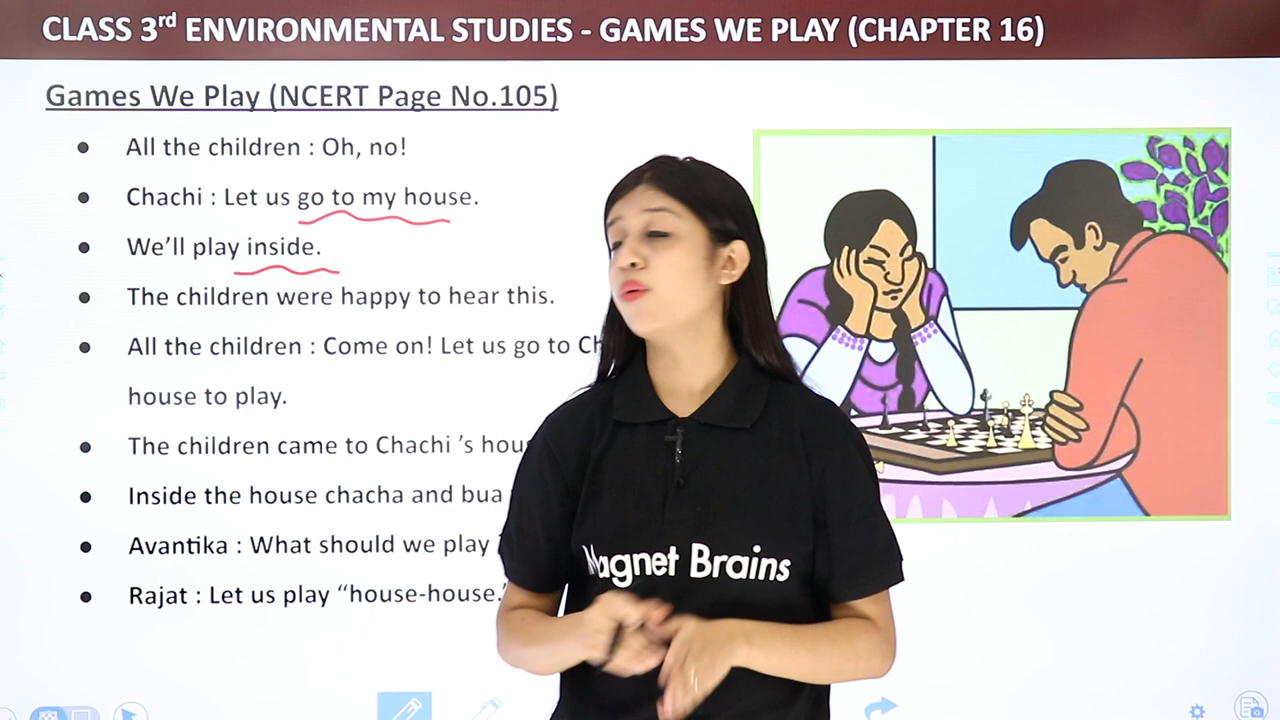 CLASS 3rd ENVIRONMENTAL STUDIES - GAMES WE PLAY (CHAPTER 16)
Games We Play (NCERT Page No.105)
All the children : Oh, no!
Chachi : Let us go to my house.
We’ll play inside.
The children were happy to hear this.
All the children : Come on! Let us go to
house to play.
The children came to Chachi ’s
Inside the house chacha and bua
Avantika : What should we play ?
Rajat : Let us play “house-house.”
Magnet Brains